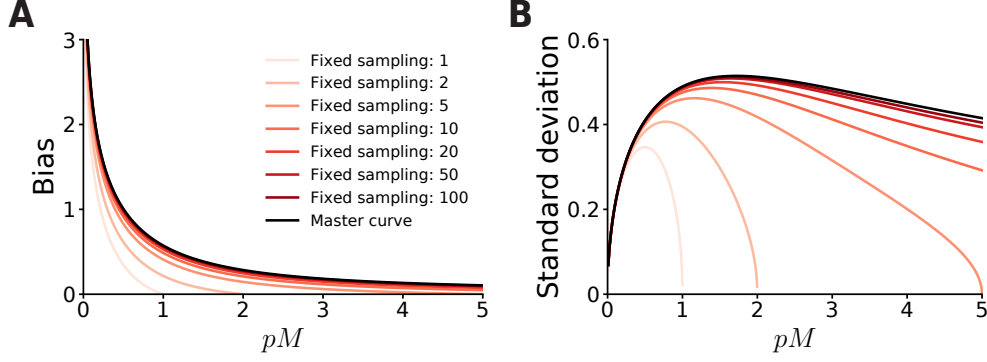 A
Bias
3
2
1
0
Fixed sampling: 1
Fixed sampling: 2
Fixed sampling: 5
Fixed sampling: 10
Fixed sampling: 20
Fixed sampling: 50
Fixed sampling: 100
Master curve
0 1 2 3 4 5
pM
B
Standard deviation
0.6
0.4
0.2
0
0 1 2 3 4 5
pM